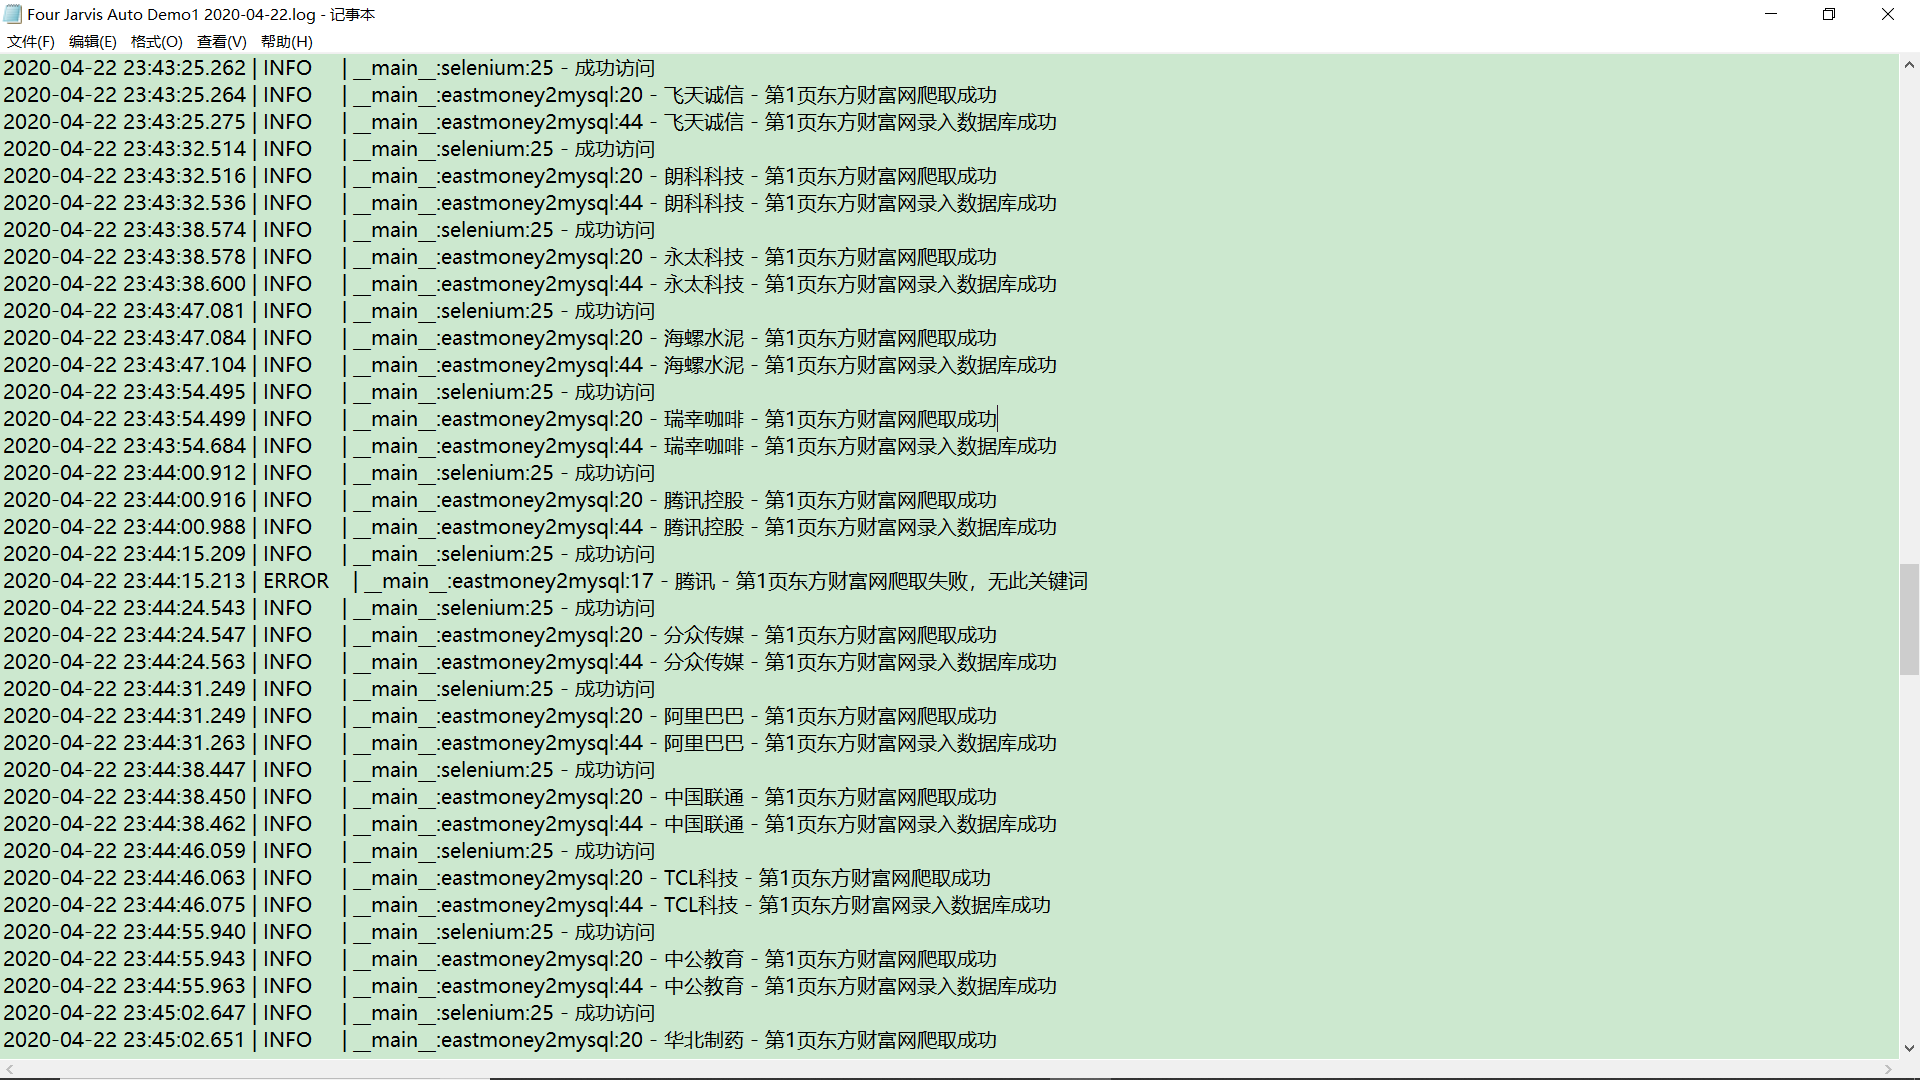 Four Jarvis Auto Demo1 2020-04-22.log - 记事本
文件(F) 编辑(E) 格式(O) 查看(V) 帮助(H)
2020-04-22 23:43:25.262 | INFO | __main__:selenium:25 - 成功访问
2020-04-22 23:43:25.264 | INFO | __main__:eastmoney2mysql:20 - 飞天诚信 - 第1页东方财富网爬取成功
2020-04-22 23:43:25.275 | INFO | __main__:eastmoney2mysql:44 - 飞天诚信 - 第1页东方财富网录入数据库成功
2020-04-22 23:43:32.514 | INFO | __main__:selenium:25 - 成功访问
2020-04-22 23:43:32.516 | INFO | __main__:eastmoney2mysql:20 - 朗科科技 - 第1页东方财富网爬取成功
2020-04-22 23:43:32.536 | INFO | __main__:eastmoney2mysql:44 - 朗科科技 - 第1页东方财富网录入数据库成功
2020-04-22 23:43:38.574 | INFO | __main__:selenium:25 - 成功访问
2020-04-22 23:43:38.578 | INFO | __main__:eastmoney2mysql:20 - 永太科技 - 第1页东方财富网爬取成功
2020-04-22 23:43:38.600 | INFO | __main__:eastmoney2mysql:44 - 永太科技 - 第1页东方财富网录入数据库成功
2020-04-22 23:43:47.081 | INFO | __main__:selenium:25 - 成功访问
2020-04-22 23:43:47.084 | INFO | __main__:eastmoney2mysql:20 - 海螺水泥 - 第1页东方财富网爬取成功
2020-04-22 23:43:47.104 | INFO | __main__:eastmoney2mysql:44 - 海螺水泥 - 第1页东方财富网录入数据库成功
2020-04-22 23:43:54.495 | INFO | __main__:selenium:25 - 成功访问
2020-04-22 23:43:54.499 | INFO | __main__:eastmoney2mysql:20 - 瑞幸咖啡 - 第1页东方财富网爬取成功
2020-04-22 23:43:54.684 | INFO | __main__:eastmoney2mysql:44 - 瑞幸咖啡 - 第1页东方财富网录入数据库成功
2020-04-22 23:44:00.912 | INFO | __main__:selenium:25 - 成功访问
2020-04-22 23:44:00.916 | INFO | __main__:eastmoney2mysql:20 - 腾讯控股 - 第1页东方财富网爬取成功
2020-04-22 23:44:00.988 | INFO | __main__:eastmoney2mysql:44 - 腾讯控股 - 第1页东方财富网录入数据库成功
2020-04-22 23:44:15.209 | INFO | __main__:selenium:25 - 成功访问
2020-04-22 23:44:15.213 | ERROR | __main__:eastmoney2mysql:17 - 腾讯 - 第1页东方财富网爬取失败，无此关键词
2020-04-22 23:44:24.543 | INFO | __main__:selenium:25 - 成功访问
2020-04-22 23:44:24.547 | INFO | __main__:eastmoney2mysql:20 - 分众传媒 - 第1页东方财富网爬取成功
2020-04-22 23:44:24.563 | INFO | __main__:eastmoney2mysql:44 - 分众传媒 - 第1页东方财富网录入数据库成功
2020-04-22 23:44:31.249 | INFO | __main__:selenium:25 - 成功访问
2020-04-22 23:44:31.249 | INFO | __main__:eastmoney2mysql:20 - 阿里巴巴 - 第1页东方财富网爬取成功
2020-04-22 23:44:31.263 | INFO | __main__:eastmoney2mysql:44 - 阿里巴巴 - 第1页东方财富网录入数据库成功
2020-04-22 23:44:38.447 | INFO | __main__:selenium:25 - 成功访问
2020-04-22 23:44:38.450 | INFO | __main__:eastmoney2mysql:20 - 中国联通 - 第1页东方财富网爬取成功
2020-04-22 23:44:38.462 | INFO | __main__:eastmoney2mysql:44 - 中国联通 - 第1页东方财富网录入数据库成功
2020-04-22 23:44:46.059 | INFO | __main__:selenium:25 - 成功访问
2020-04-22 23:44:46.063 | INFO | __main__:eastmoney2mysql:20 - TCL科技 - 第1页东方财富网爬取成功
2020-04-22 23:44:46.075 | INFO | __main__:eastmoney2mysql:44 - TCL科技 - 第1页东方财富网录入数据库成功
2020-04-22 23:44:55.940 | INFO | __main__:selenium:25 - 成功访问
2020-04-22 23:44:55.943 | INFO | __main__:eastmoney2mysql:20 - 中公教育 - 第1页东方财富网爬取成功
2020-04-22 23:44:55.963 | INFO | __main__:eastmoney2mysql:44 - 中公教育 - 第1页东方财富网录入数据库成功
2020-04-22 23:45:02.647 | INFO | __main__:selenium:25 - 成功访问
2020-04-22 23:45:02.651 | INFO | __main__:eastmoney2mysql:20 - 华北制药 - 第1页东方财富网爬取成功